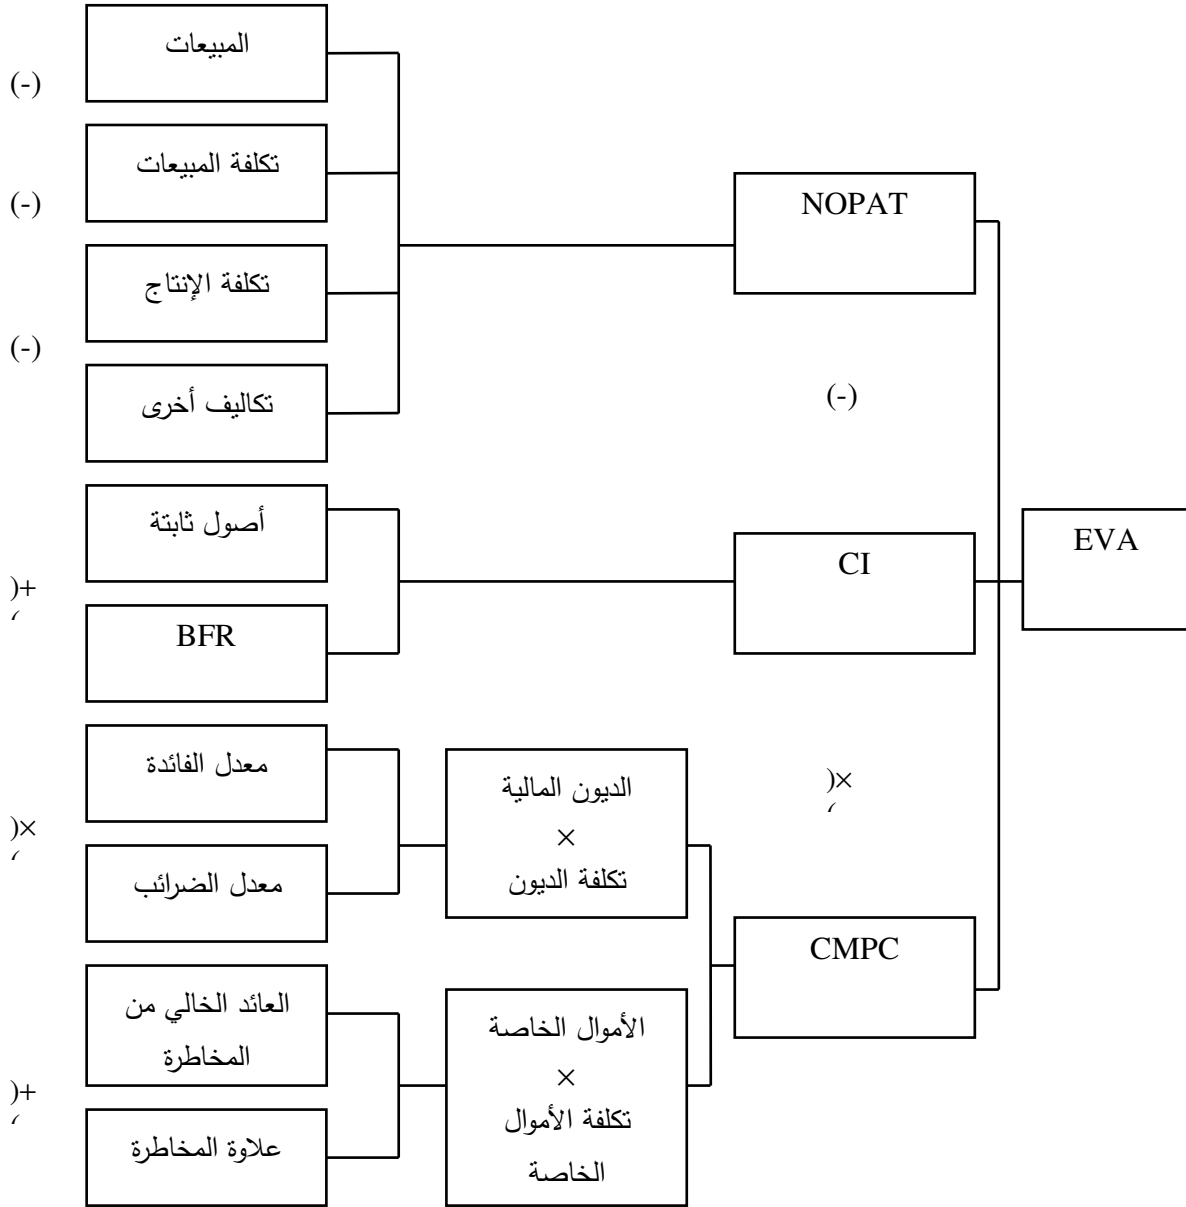 المبيعات
(-)
تكلفة المبيعات
(-)
NOPAT
تكلفة الإنتاج
(-)
تكاليف أخرى
(-)
أصول ثابتة
EVA
CI
)+
BFR
معدل الفائدة
الديون المالية
×
تكلفة الديون
)×
)×
معدل الضرائب
CMPC
العائد الخالي من
المخاطرة
الأموال الخاصة
×
تكلفة الأموال
الخاصة
)+
علاوة المخاطرة